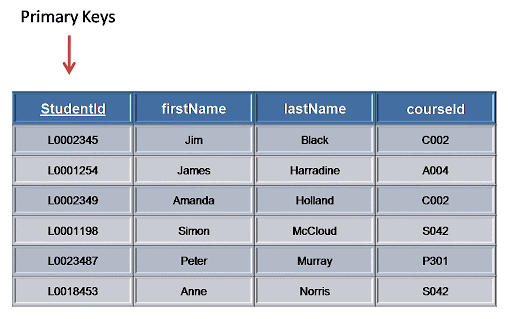 Primary Keys
StudentId firstName lastName courseId
L0002345 Jim Black C002
L0001254 James Harradine A004
L0002349 Amanda Holland C002
L0001198 Simon McCloud S042
L0023487 Peter Murray P301
L0018453 Anne Norris S042